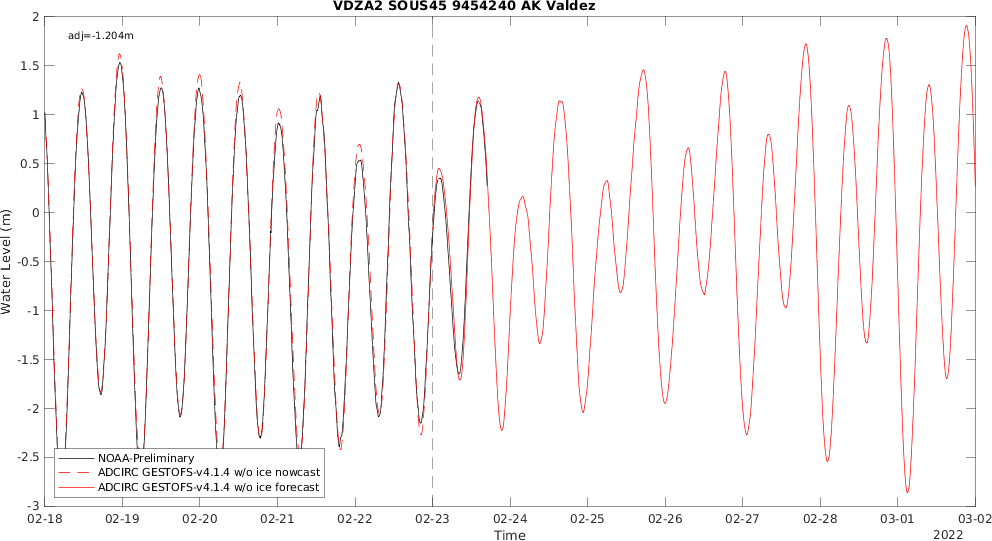 VDZA2 SOUS45 9454240 AK Valdez
adj=-1.204m
Water Level (m)
2
1.5
1
0.5
0
-0.5
-1
-1.5
-2
-2.5
-3
NOAA-Preliminary
ADCIRC GESTOFS-v4.1.4 w/o ice nowcast
ADCIRC GESTOFS-v4.1.4 w/o ice forecast
02-18 02-19 02-20 02-21 02-22 02-23 02-24 02-25 02-26 02-27 02-28 03-01 03-02
Time
2022